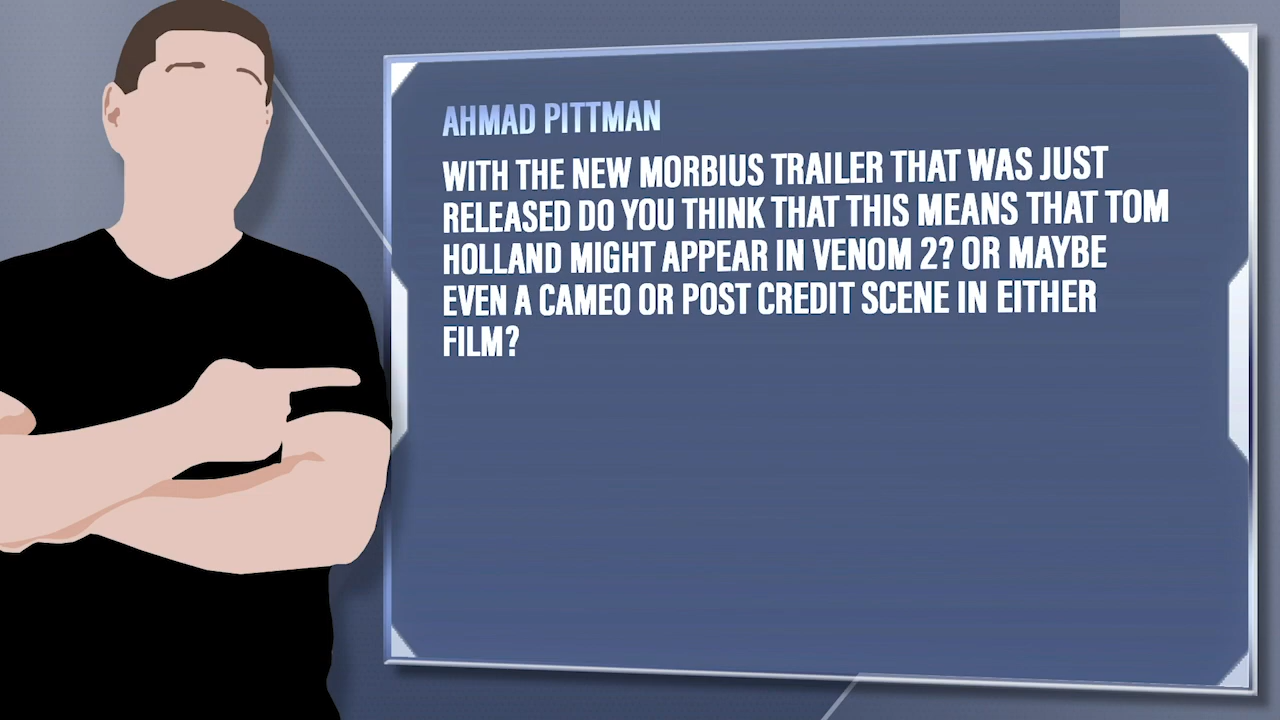 AHMAD PITTMAN
WITH THE NEW MORBIUS TRAILER THAT WAS JUST
RELEASED DO YOU THINK THAT THIS MEANS THAT TOM
HOLLAND MIGHT APPEAR IN VENOM 2? OR MAYBE
EVEN A CAMEO OR POST CREDIT SCENE IN EITHER
FILM?